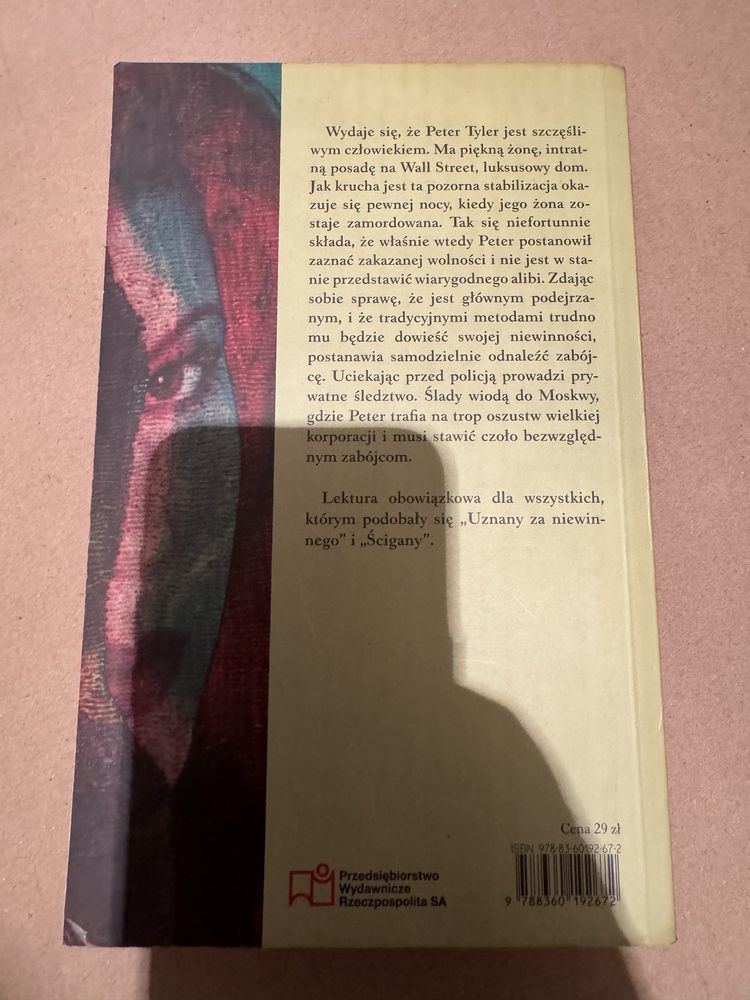 Wydaje się, że Peter Tyler jest szczęśli-
wym człowiekiem. Ma piękną żonę, intrat-
ną posadę na Wall Street, luksusowy dom.
Jak krucha jest ta pozorna stabilizacja oka-
zuje się pewnej nocy, kiedy jego żona zo-
staje zamordowana. Tak się niefortunnie
składa, że właśnie wtedy Peter postanowił
zaznać zakazanej wolności i nie jest w sta-
nie przedstawić wiarygodnego alibi. Zdając
sobie sprawę, że jest głównym podejrza-
nym, i że tradycyjnymi metodami trudno
mu będzie dowieść swojej niewinności,
postanawia samodzielnie odnaleźć zabój-
cę. Uciekając przed policją prowadzi pry-
watne śledztwo. Ślady wiodą do Moskwy,
gdzie Peter trafia na trop oszustw wielkiej
korporacji i musi stawić czoło bezwzględ-
nym zabójcom.
Lektura obowiązkowa dla wszystkich,
którym podobały się „Uznany za niewin-
nego” i „Ścigany”.
Cena 29 zł
ISBN 978-83-60192-67-2
9 788360 192672
Przedsiębiorstwo
Wydawnicze
Rzeczpospolita SA